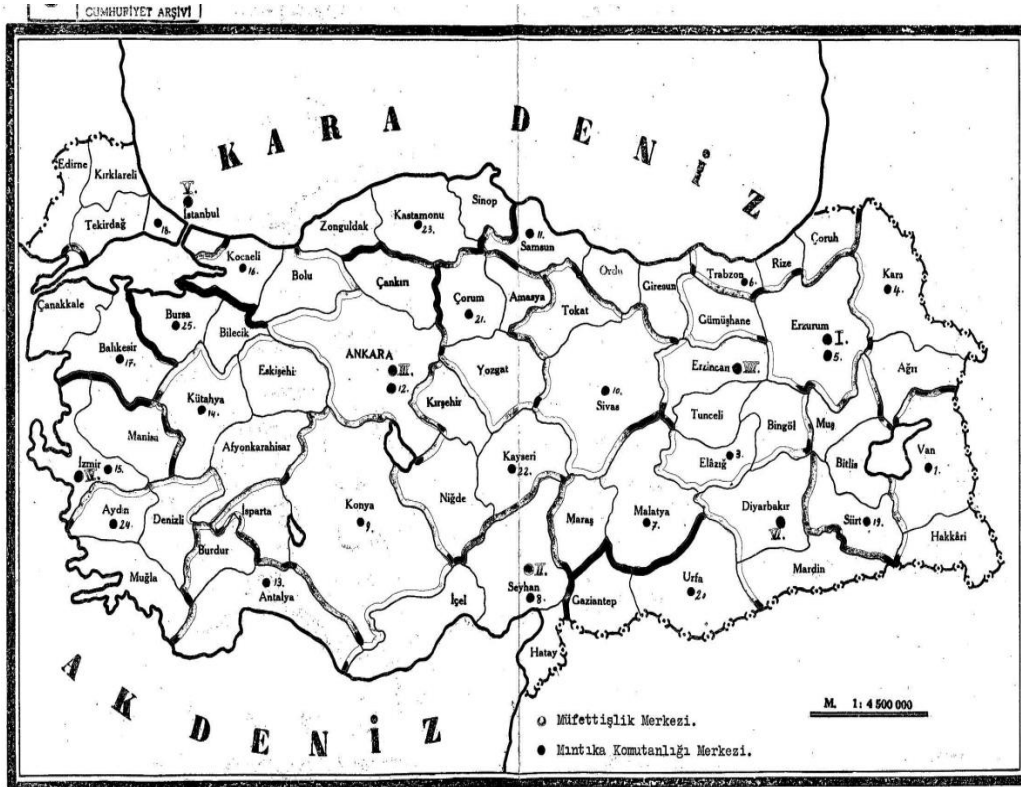 CUMHURİYET ARŞİVİ
KARA DENİZ
Edirne
Kırklareli
Tekirdağ
18.
V.
İstanbul
Kocaeli
16.
Bolu
Zonguldak
Kastamonu
23.
Sinop
11.
Samsun
Ordu
Giresun
Trabzon
6.
Rize
Çoruh
Kars
4.
Çanakkale
Balıkesir
17.
Bursa
25.
Bilecik
Eskişehir
ANKARA
III.
12.
Çankırı
Çorum
21.
Amasya
Tokat
Gümüşhane
Erzurum
I.
5.
Ağrı
Kütahya
14.
Kırşehir
Yozgat
10.
Sivas
Erzincan
Tunceli
Bingöl
Muş
Manisa
Afyonkarahisar
İzmir
15.
Aydın
24.
Denizli
Isparta
Burdur
Konya
9.
Niğde
Kayseri
22.
Maraş
Malatya
7.
Elâzığ
3.
Diyarbakır
Bitlis
Van
1.
Siirt
19.
Hakkâri
Muğla
13.
Antalya
İçel
Seyhan
8.
Gaziantep
Urfa
20
Mardin
Hatay
AKDENİZ
M. 1: 4 500 000
Müfettişlik Merkezi.
Mıntıka Komutanlığı Merkezi.